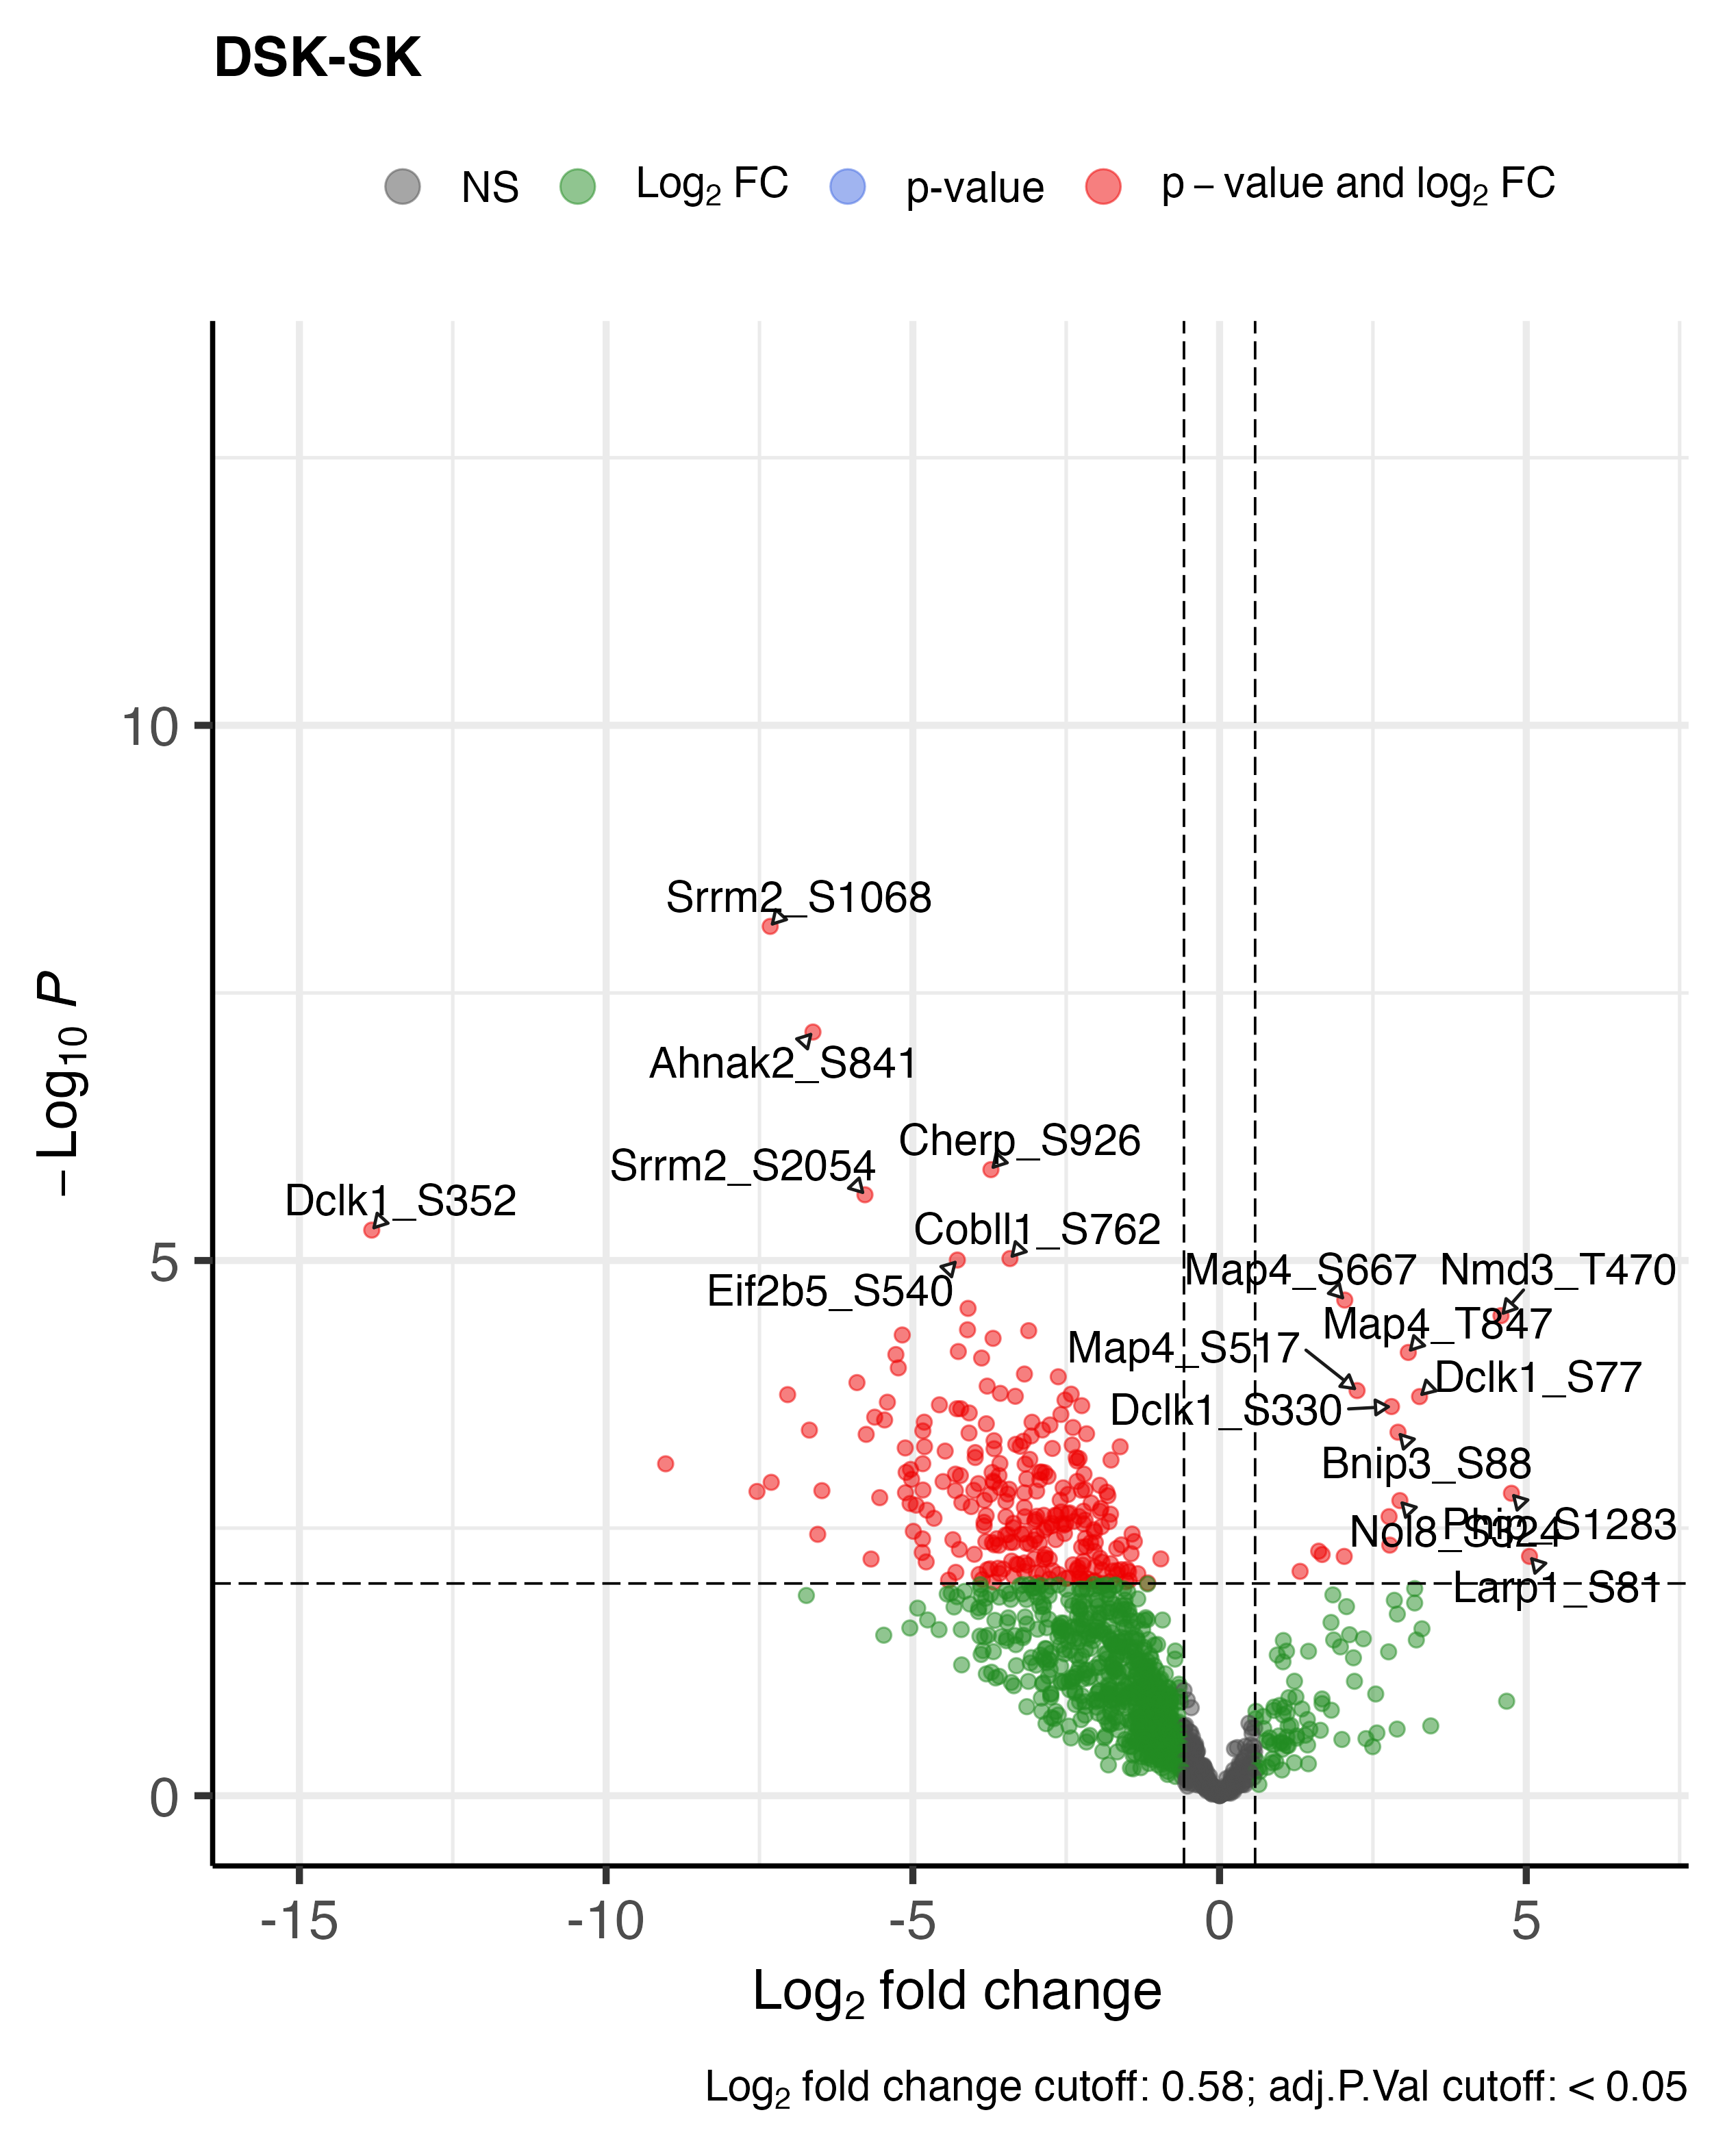 DSK-SK
NS Log₂ FC p-value p – value and log₂ FC
–Log₁₀ P
10
5
0
Srrm2_S1068
Ahnak2_S841
Cherp_S926
Srrm2_S2054
Dclk1_S352
Cobll1_S762
Eif2b5_S540
Map4_S667
Nmd3_T470
Map4_T847
Map4_S517
Dclk1_S77
Dclk1_S330
Bnip3_S88
Phip_S1283
Nol8_S324
Larp1_S81
-15 -10 -5 0 5
Log₂ fold change
Log₂ fold change cutoff: 0.58; adj.P.Val cutoff: < 0.05